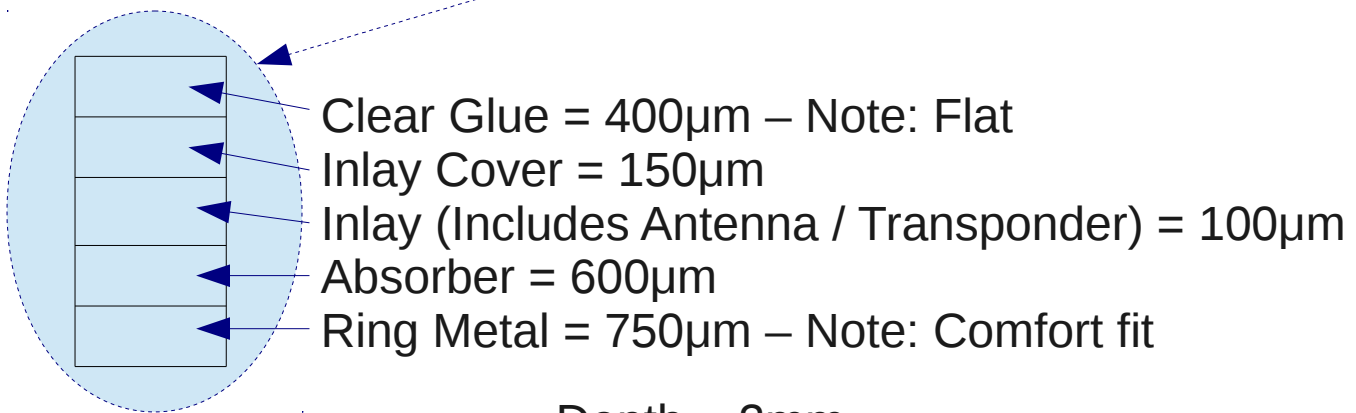 Clear Glue = 400μm – Note: Flat
Inlay Cover = 150μm
Inlay (Includes Antenna / Transponder) = 100μm
Absorber = 600μm
Ring Metal = 750μm – Note: Comfort fit